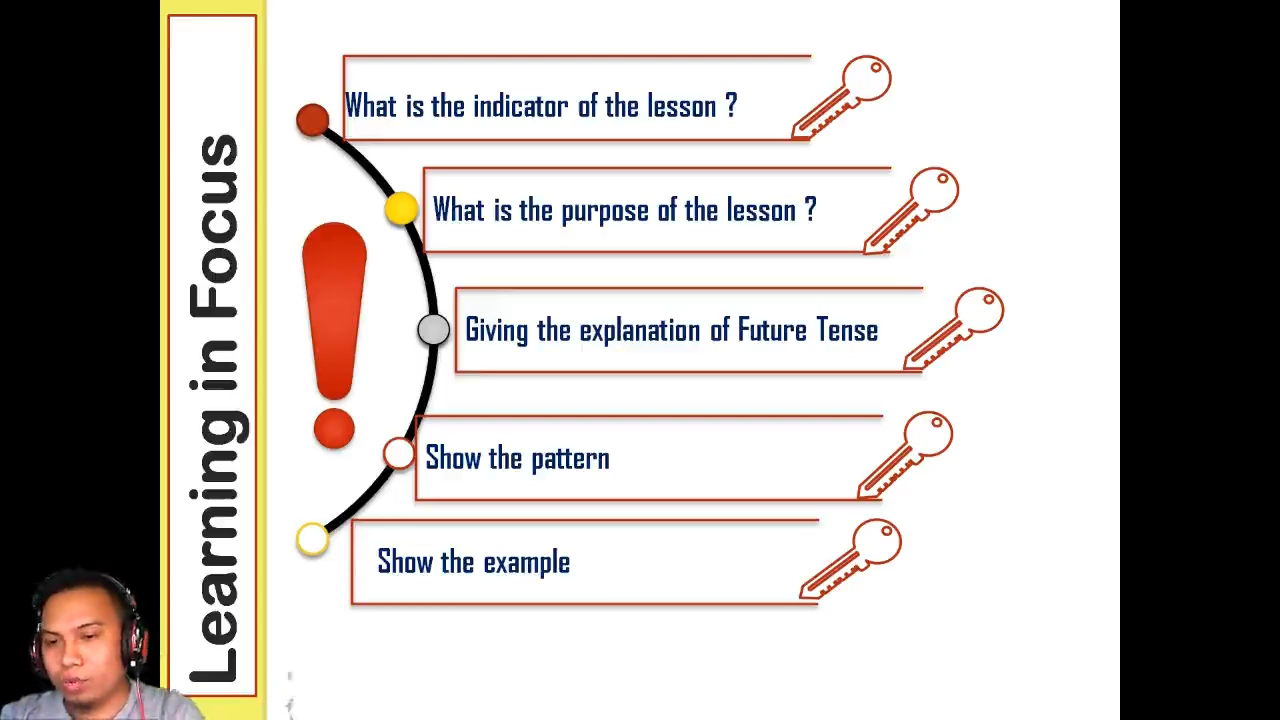 Learning in Focus
What is the indicator of the lesson ?
What is the purpose of the lesson ?
Giving the explanation of Future Tense
Show the pattern
Show the example